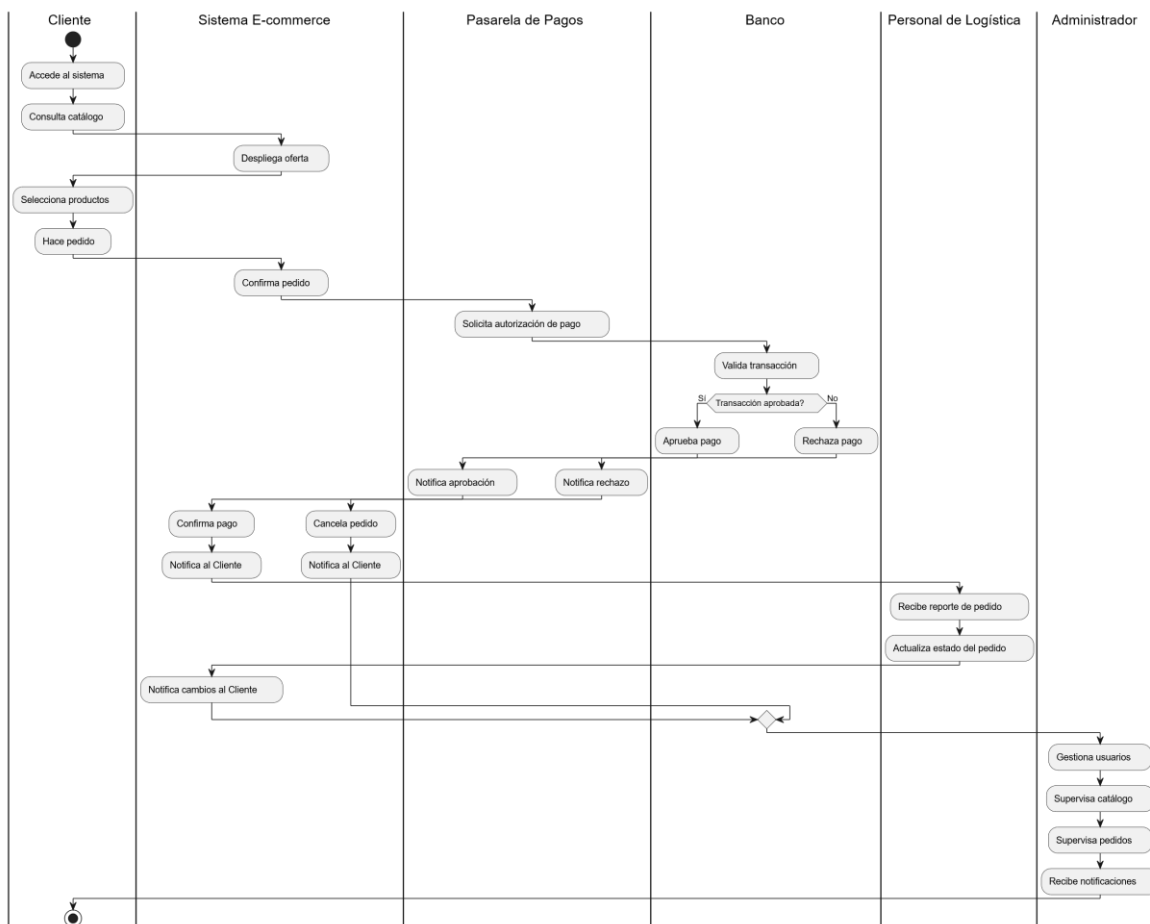 Cliente
Sistema E-commerce
Pasarela de Pagos
Banco
Personal de Logística
Administrador
Accede al sistema
Consulta catálogo
Despliega oferta
Selecciona productos
Hace pedido
Confirma pedido
Solicita autorización de pago
Valida transacción
Sí
Transacción aprobada?
No
Aprueba pago
Rechaza pago
Notifica aprobación
Notifica rechazo
Confirma pago
Cancela pedido
Notifica al Cliente
Notifica al Cliente
Recibe reporte de pedido
Actualiza estado del pedido
Notifica cambios al Cliente
Gestiona usuarios
Supervisa catálogo
Supervisa pedidos
Recibe notificaciones